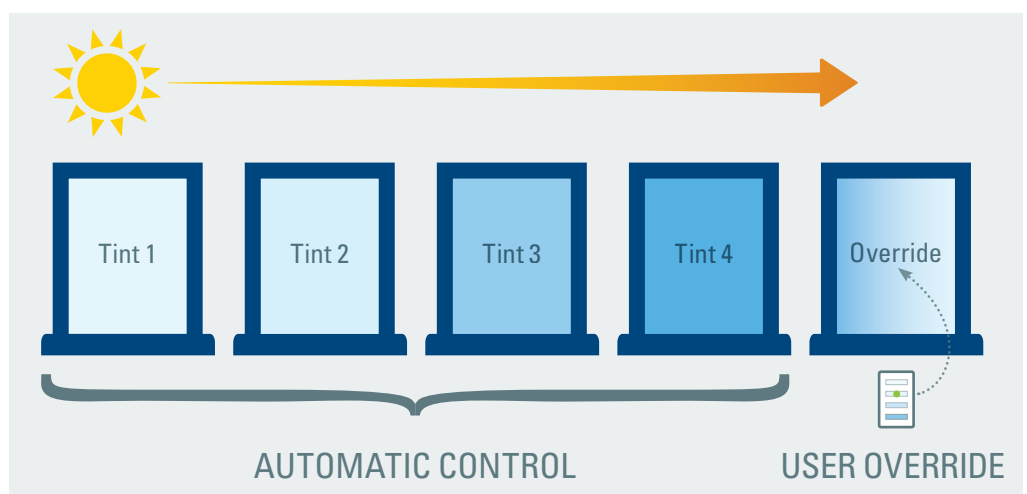 Tint 1
Tint 2
Tint 3
Tint 4
Override
AUTOMATIC CONTROL
USER OVERRIDE